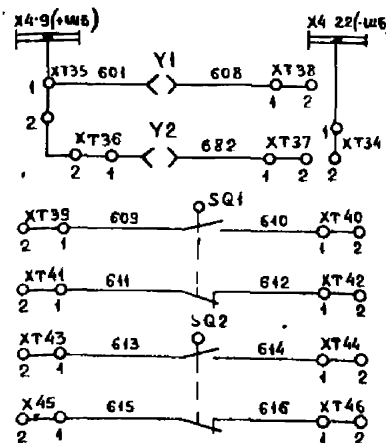 X4·9(+ШБ) X4 22(-ШБ)
Y1
1 XT35 601 608 XT38
1 2
2 Y2 1
XT36 682 XT37 XT34
2 1 1 2 2
SQ1
XT39 609 610 XT40
2 1 1 2
XT41 611 612 XT42
2 1 1 2
SQ2
XT43 613 614 XT44
2 1 1 2
X45 615 616 XT46
2 1 1 2